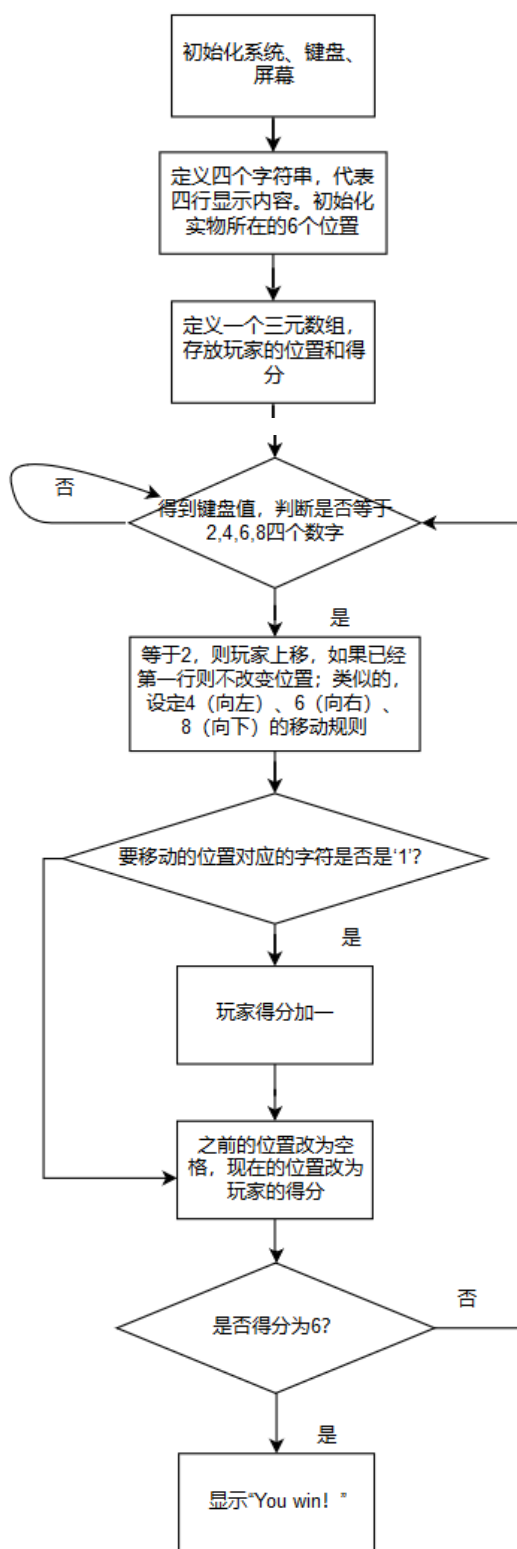 初始化系统、键盘、
屏幕
定义四个字符串，代表
四行显示内容。初始化
实物所在的6个位置
定义一个三元数组，
存放玩家的位置和得
分
否
得到键盘值，判断是否等于
2,4,6,8四个数字
是
等于2，则玩家上移，如果已经
第一行则不改变位置；类似的，
设定4（向左）、6（向右）、
8（向下）的移动规则
要移动的位置对应的字符是否是‘1’？
是
玩家得分加一
之前的位置改为空
格，现在的位置改为
玩家的得分
否
是否得分为6？
是
显示“You win！”